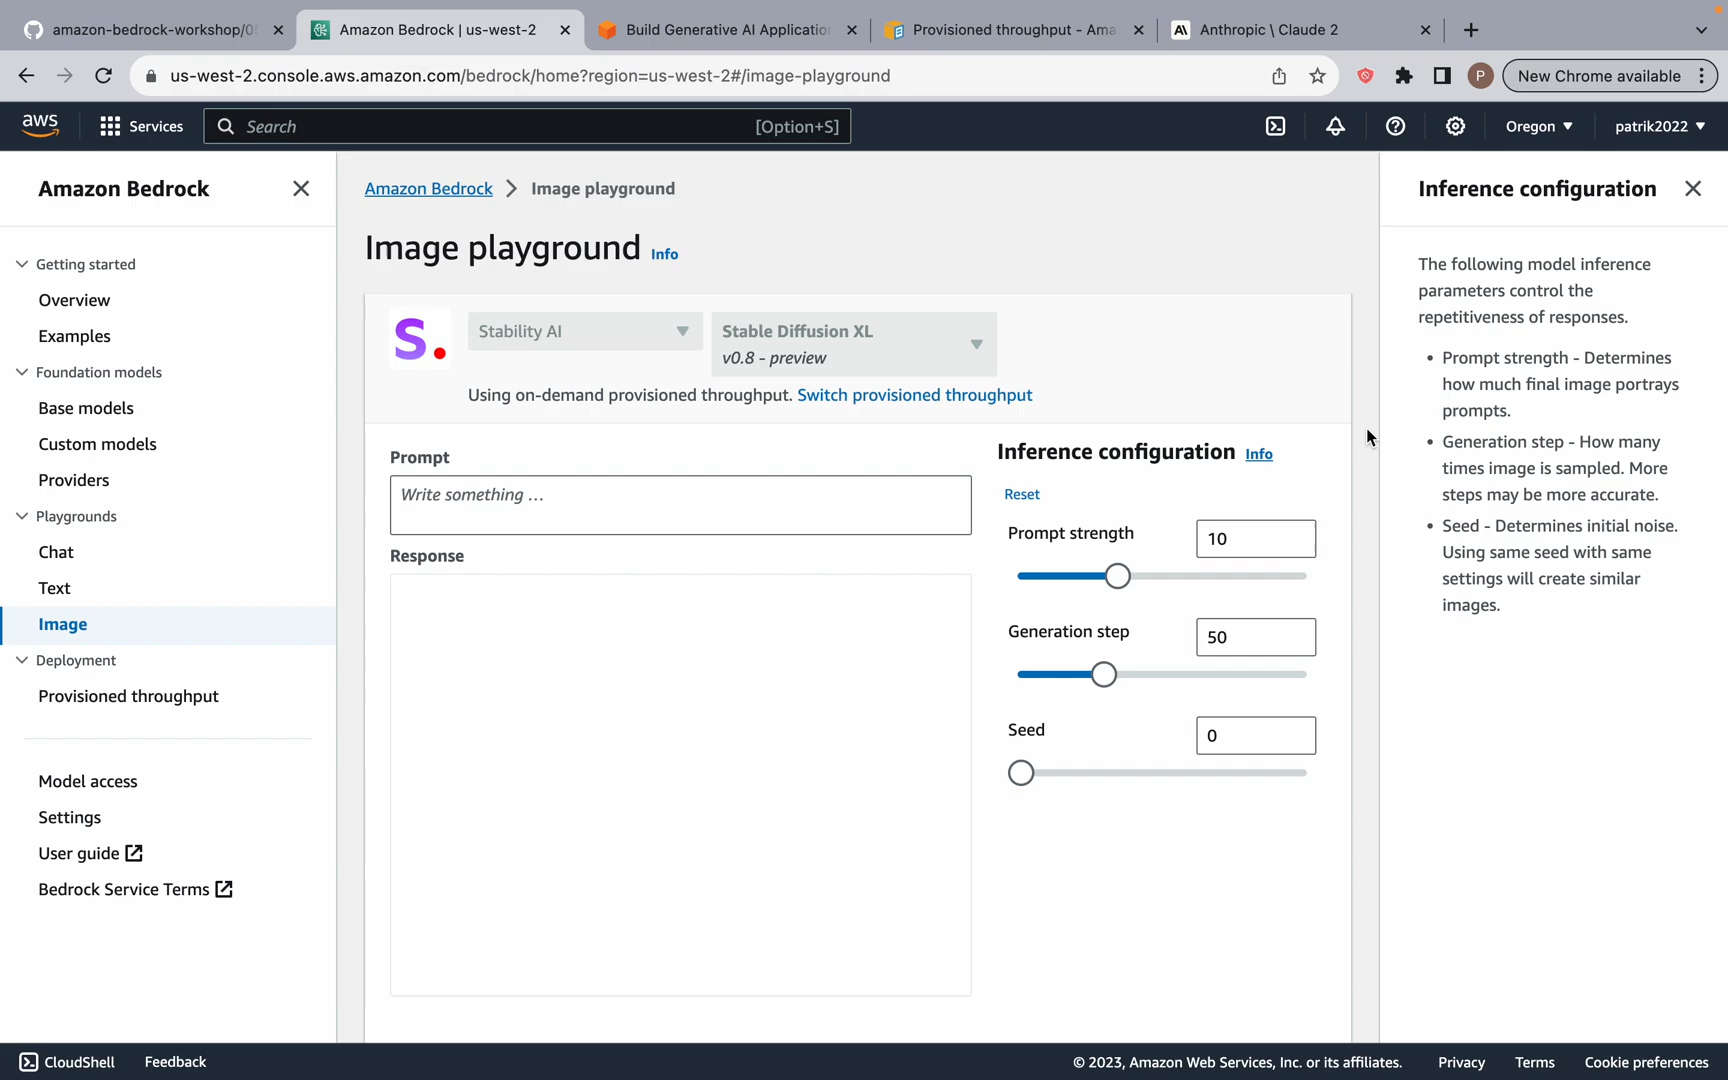 amazon-bedrock-workshop/0
Amazon Bedrock | us-west-2
Build Generative AI Applicatio
Provisioned throughput - Ama
Anthropic \ Claude 2
us-west-2.console.aws.amazon.com/bedrock/home?region=us-west-2#/image-playground
P
New Chrome available
aws
Services
Search
[Option+S]
Oregon
patrik2022
Amazon Bedrock
Getting started
Overview
Examples
Foundation models
Base models
Custom models
Providers
Playgrounds
Chat
Text
Image
Deployment
Provisioned throughput
Model access
Settings
User guide
Bedrock Service Terms
Amazon Bedrock > Image playground
Image playground Info
S.
Stability AI
Stable Diffusion XL
v0.8 - preview
Using on-demand provisioned throughput. Switch provisioned throughput
Prompt
Write something ...
Response
Inference configuration Info
Reset
Prompt strength
10
Generation step
50
Seed
0
Inference configuration
The following model inference
parameters control the
repetitiveness of responses.
• Prompt strength - Determines
how much final image portrays
prompts.
• Generation step - How many
times image is sampled. More
steps may be more accurate.
• Seed - Determines initial noise.
Using same seed with same
settings will create similar
images.
CloudShell
Feedback
© 2023, Amazon Web Services, Inc. or its affiliates.
Privacy
Terms
Cookie preferences